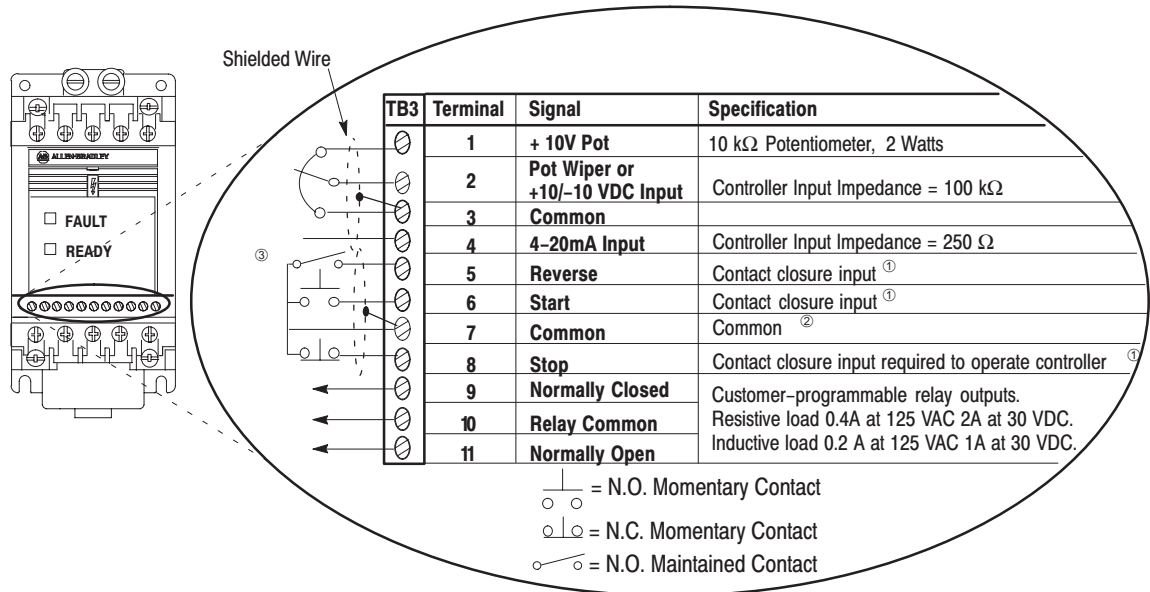 Shielded Wire
ALLEN-BRADLEY
FAULT
READY
③
TB3 Terminal Signal Specification
1 + 10V Pot 10 kΩ Potentiometer, 2 Watts
2 Pot Wiper or
+10/–10 VDC Input Controller Input Impedance = 100 kΩ
3 Common
4 4–20mA Input Controller Input Impedance = 250 Ω
5 Reverse Contact closure input ①
6 Start Contact closure input ①
7 Common Common ②
8 Stop Contact closure input required to operate controller ①
9 Normally Closed Customer–programmable relay outputs.
10 Relay Common Resistive load 0.4A at 125 VAC 2A at 30 VDC.
11 Normally Open Inductive load 0.2 A at 125 VAC 1A at 30 VDC.
= N.O. Momentary Contact
= N.C. Momentary Contact
= N.O. Maintained Contact